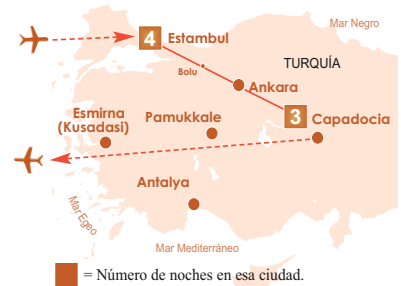 Mar Negro
4 Estambul
TURQUÍA
Bolu
Ankara
3 Capadocia
Esmirna
(Kusadasi)
Pamukkale
Antalya
Mar Egeo
Mar Mediterráneo
= Número de noches en esa ciudad.